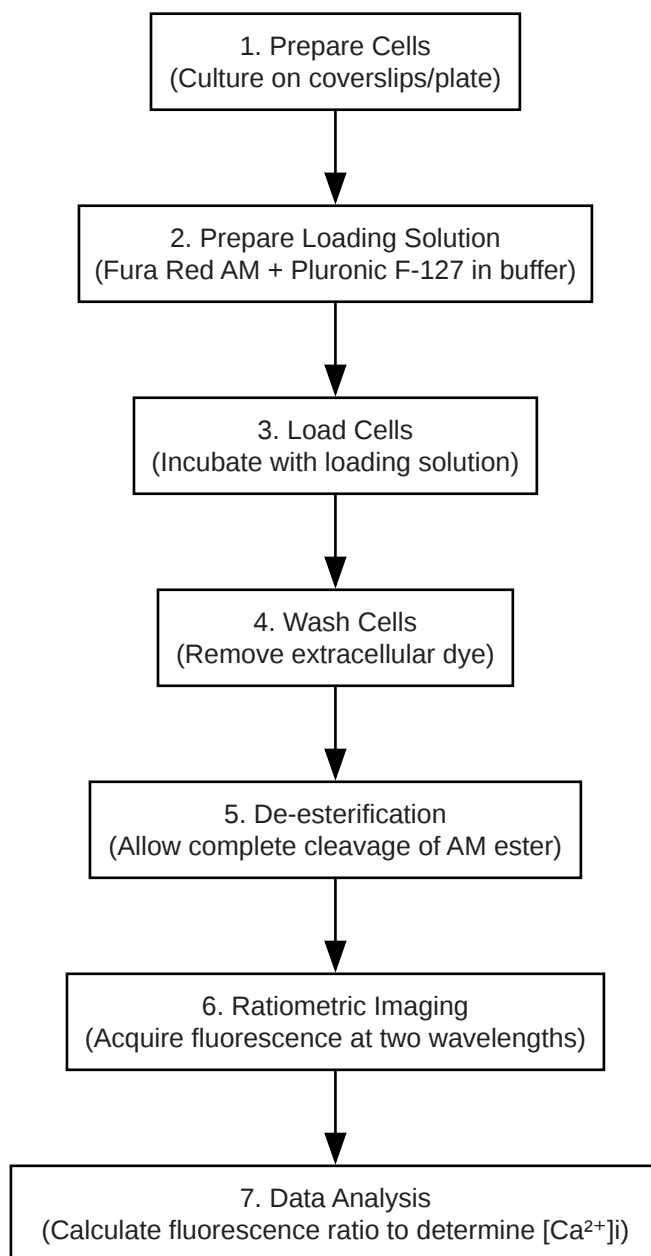 1. Prepare Cells
(Culture on coverslips/plate)
2. Prepare Loading Solution
(Fura Red AM + Pluronic F-127 in buffer)
3. Load Cells
(Incubate with loading solution)
4. Wash Cells
(Remove extracellular dye)
5. De-esterification
(Allow complete cleavage of AM ester)
6. Ratiometric Imaging
(Acquire fluorescence at two wavelengths)
7. Data Analysis
(Calculate fluorescence ratio to determine [Ca²⁺]i)